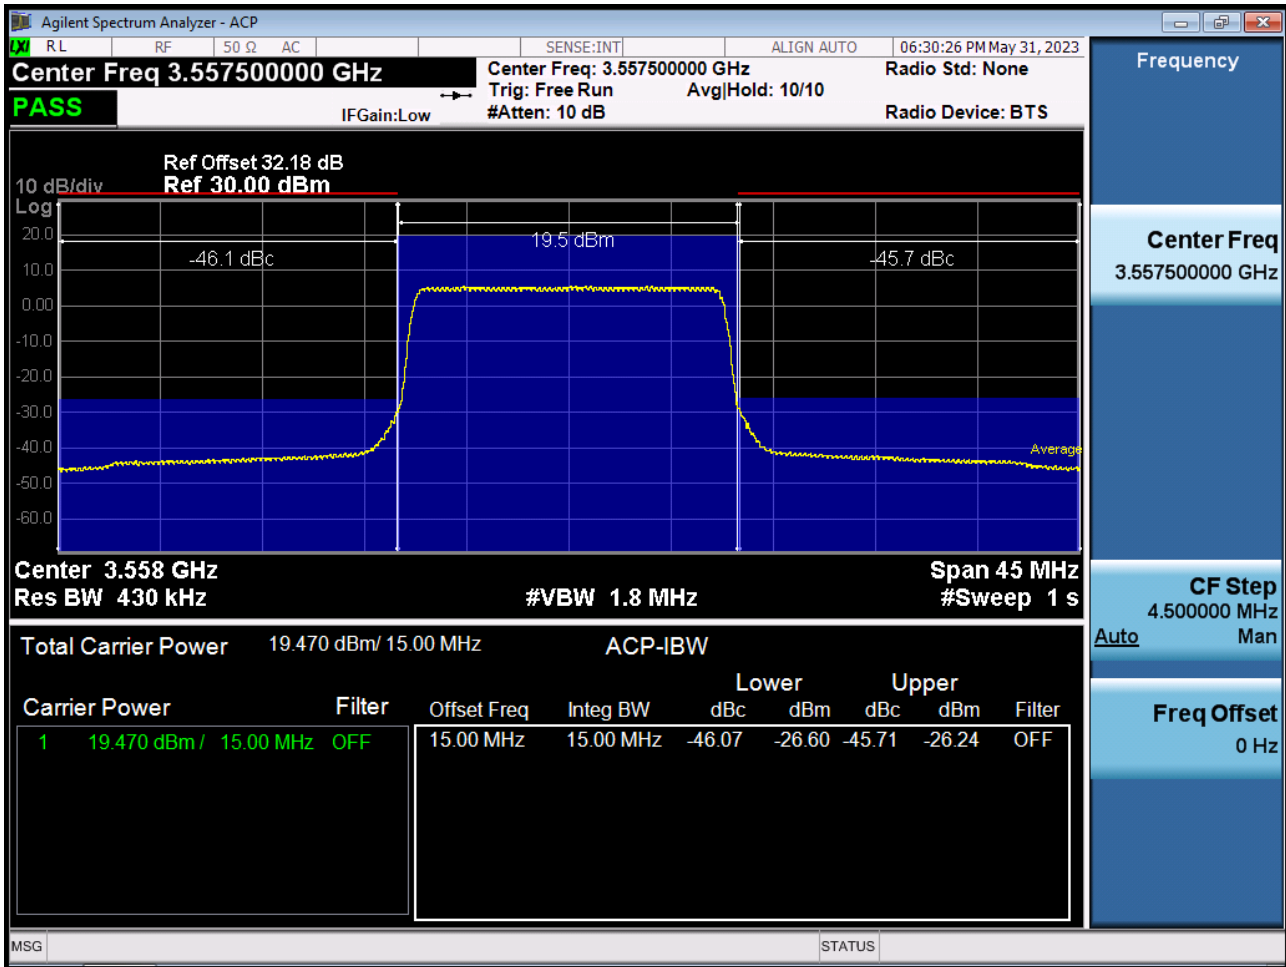 Agilent Spectrum Analyzer - ACP
LXI RL RF 50 Ω AC SENSE:INT ALIGN AUTO 06:30:26 PM May 31, 2023
Center Freq 3.557500000 GHz
Center Freq: 3.557500000 GHz Radio Std: None
Trig: Free Run Avg|Hold: 10/10
PASS IFGain:Low #Atten: 10 dB Radio Device: BTS
Ref Offset 32.18 dB
10 dB/div Ref 30.00 dBm
Log
20.0
10.0
0.00
-10.0
-20.0
-30.0
-40.0
-50.0
-60.0
-46.1 dBc
19.5 dBm
-45.7 dBc
Average
Center 3.558 GHz Span 45 MHz
Res BW 430 kHz #VBW 1.8 MHz #Sweep 1 s
Total Carrier Power 19.470 dBm/ 15.00 MHz ACP-IBW
Lower Upper
Carrier Power Filter Offset Freq Integ BW dBc dBm dBc dBm Filter
1 19.470 dBm / 15.00 MHz OFF 15.00 MHz 15.00 MHz -46.07 -26.60 -45.71 -26.24 OFF
MSG STATUS
Frequency
Center Freq
3.557500000 GHz
CF Step
4.500000 MHz
Auto Man
Freq Offset
0 Hz